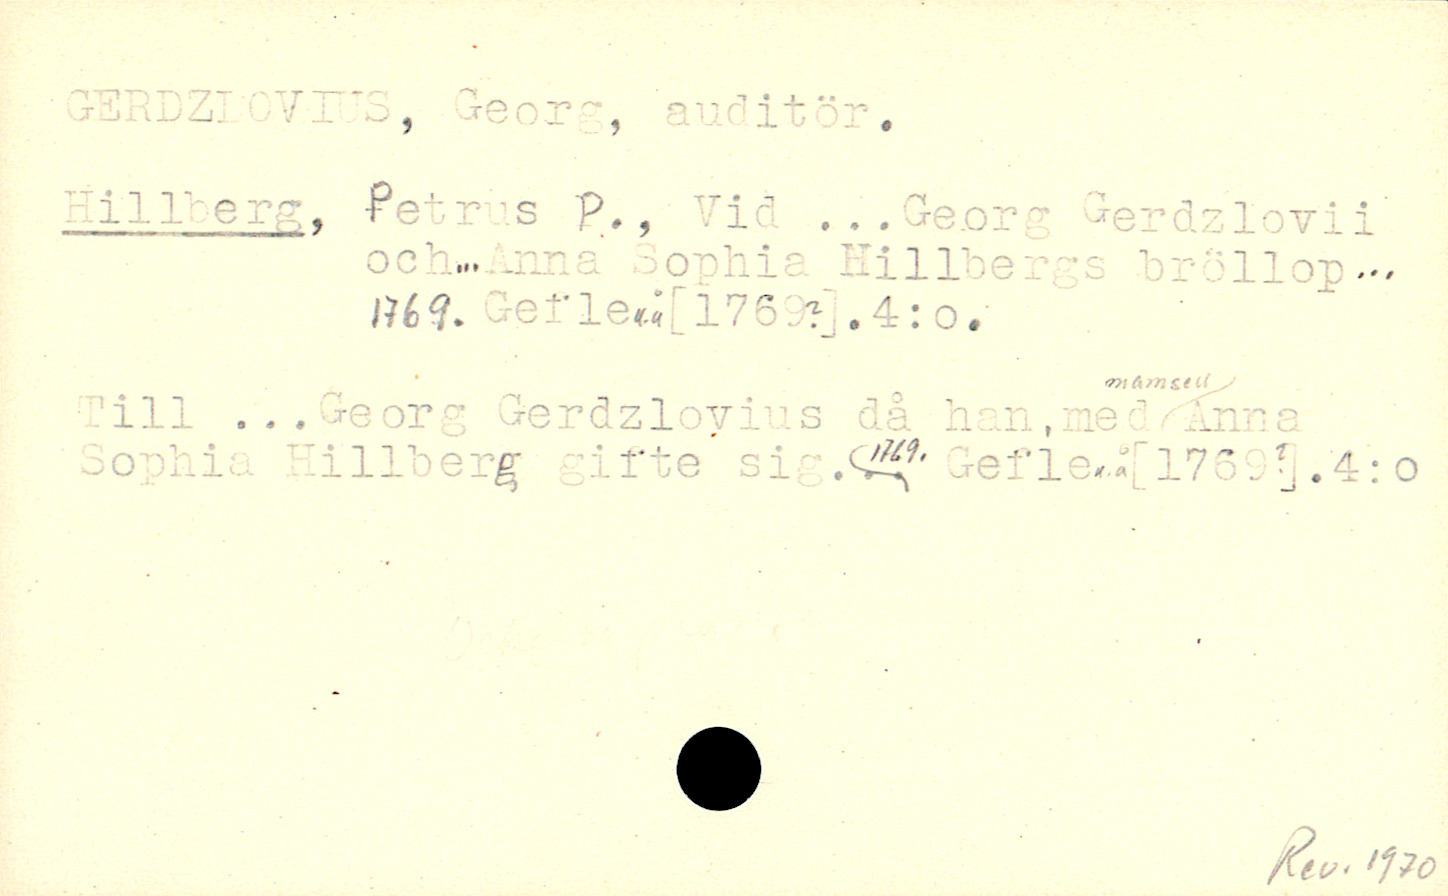 GERDZLOVIUS, Georg, auditör.
Hillberg, Petrus P., Vid ...Georg Gerdzlovii
och...Anna Sophia Hillbergs bröllop...
1769. Gefle u.å [1769?]. 4:o.
Till ...Georg Gerdzlovius då han, med mamsell Anna
Sophia Hillberg gifte sig. 1769. Gefle u.å [1769?]. 4:o
Rev. 1970